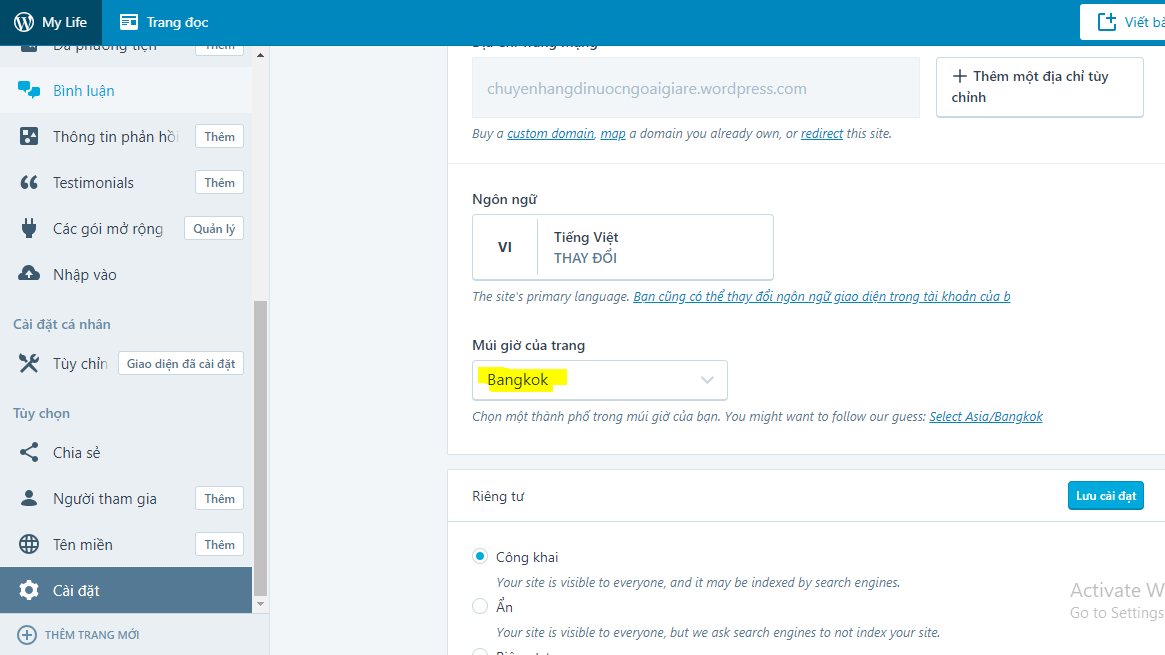 My Life
Trang đọc
Viết bà
Đa phương tiện
Thêm
Bình luận
Thông tin phản hồi
Thêm
Testimonials
Thêm
Các gói mở rộng
Quản lý
Nhập vào
Cài đặt cá nhân
Tùy chỉn
Giao diện đã cài đặt
Tùy chọn
Chia sẻ
Người tham gia
Thêm
Tên miền
Thêm
Cài đặt
THÊM TRANG MỚI
Địa chỉ trang mạng
chuyenhangdinuocngoaigiare.wordpress.com
Thêm một địa chỉ tùy
chỉnh
Buy a custom domain, map a domain you already own, or redirect this site.
Ngôn ngữ
VI
Tiếng Việt
THAY ĐỔI
The site's primary language. Bạn cũng có thể thay đổi ngôn ngữ giao diện trong tài khoản của b
Múi giờ của trang
Bangkok
Chọn một thành phố trong múi giờ của bạn. You might want to follow our guess: Select Asia/Bangkok
Riêng tư
Lưu cài đặt
Công khai
Your site is visible to everyone, and it may be indexed by search engines.
Ẩn
Your site is visible to everyone, but we ask search engines to not index your site.
Activate W
Go to Settings